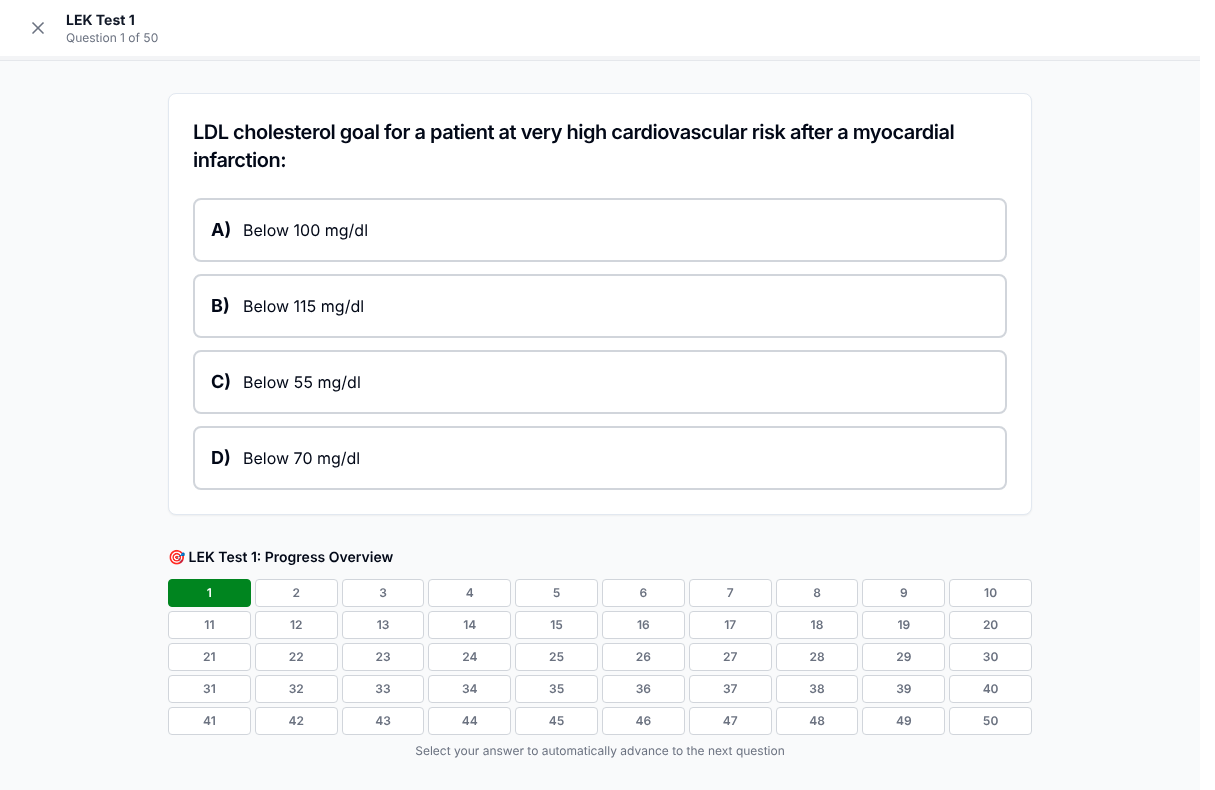 LEK Test 1
Question 1 of 50
LDL cholesterol goal for a patient at very high cardiovascular risk after a myocardial
infarction:
A) Below 100 mg/dl
B) Below 115 mg/dl
C) Below 55 mg/dl
D) Below 70 mg/dl
🎯 LEK Test 1: Progress Overview
1 2 3 4 5 6 7 8 9 10
11 12 13 14 15 16 17 18 19 20
21 22 23 24 25 26 27 28 29 30
31 32 33 34 35 36 37 38 39 40
41 42 43 44 45 46 47 48 49 50
Select your answer to automatically advance to the next question